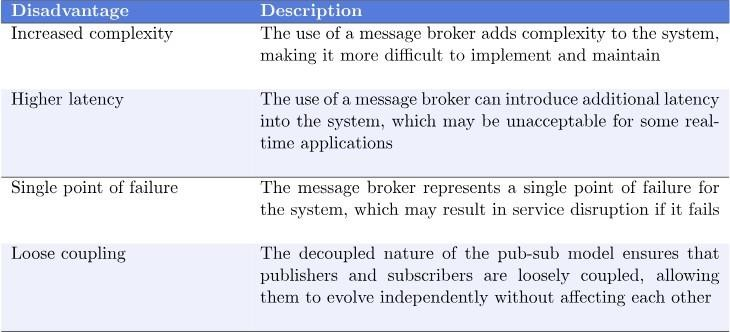 Disadvantage Description
Increased complexity The use of a message broker adds complexity to the system,
making it more difficult to implement and maintain
Higher latency The use of a message broker can introduce additional latency
into the system, which may be unacceptable for some real-
time applications
Single point of failure The message broker represents a single point of failure for
the system, which may result in service disruption if it fails
Loose coupling The decoupled nature of the pub-sub model ensures that
publishers and subscribers are loosely coupled, allowing
them to evolve independently without affecting each other